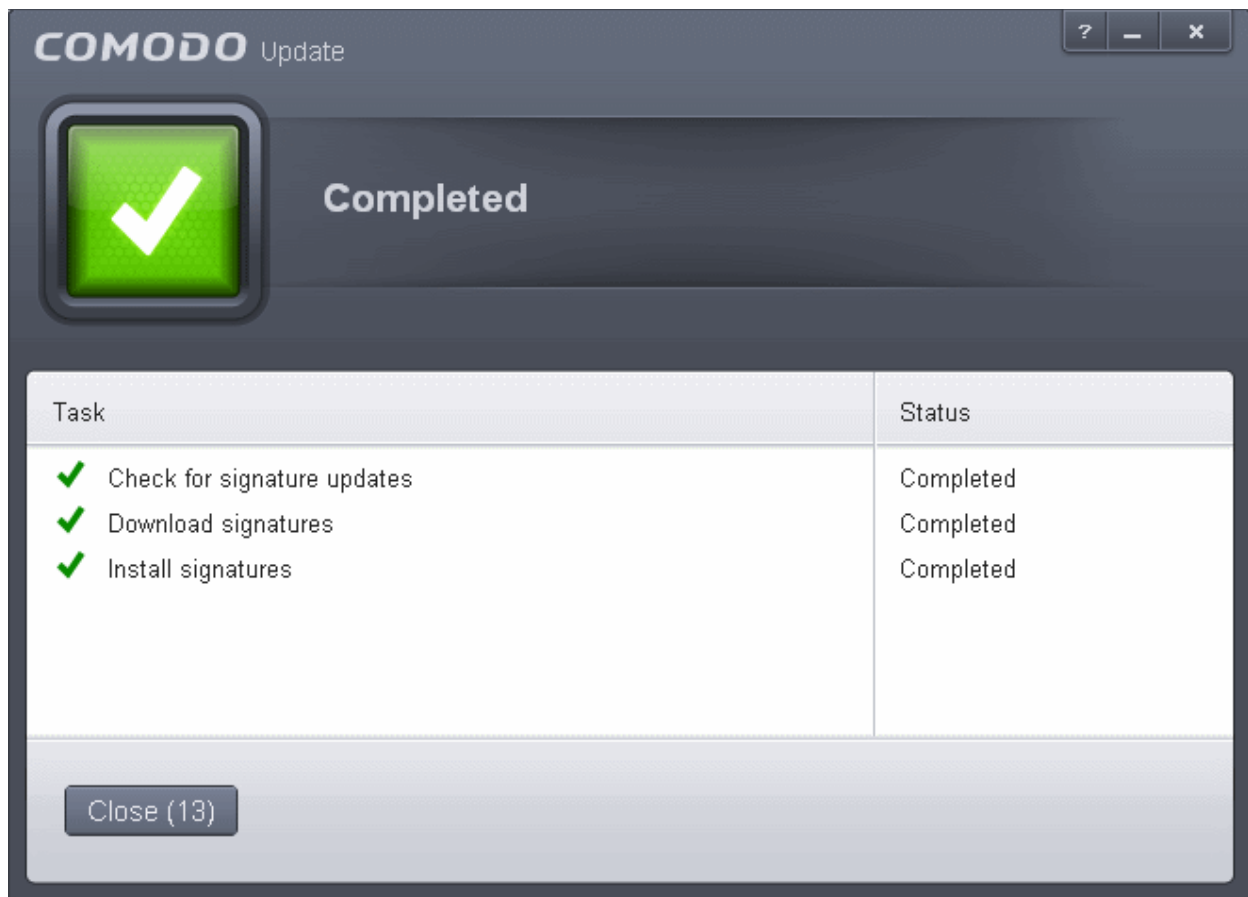 COMODO Update
?
Completed
Task Status
Check for signature updates Completed
Download signatures Completed
Install signatures Completed
Close (13)